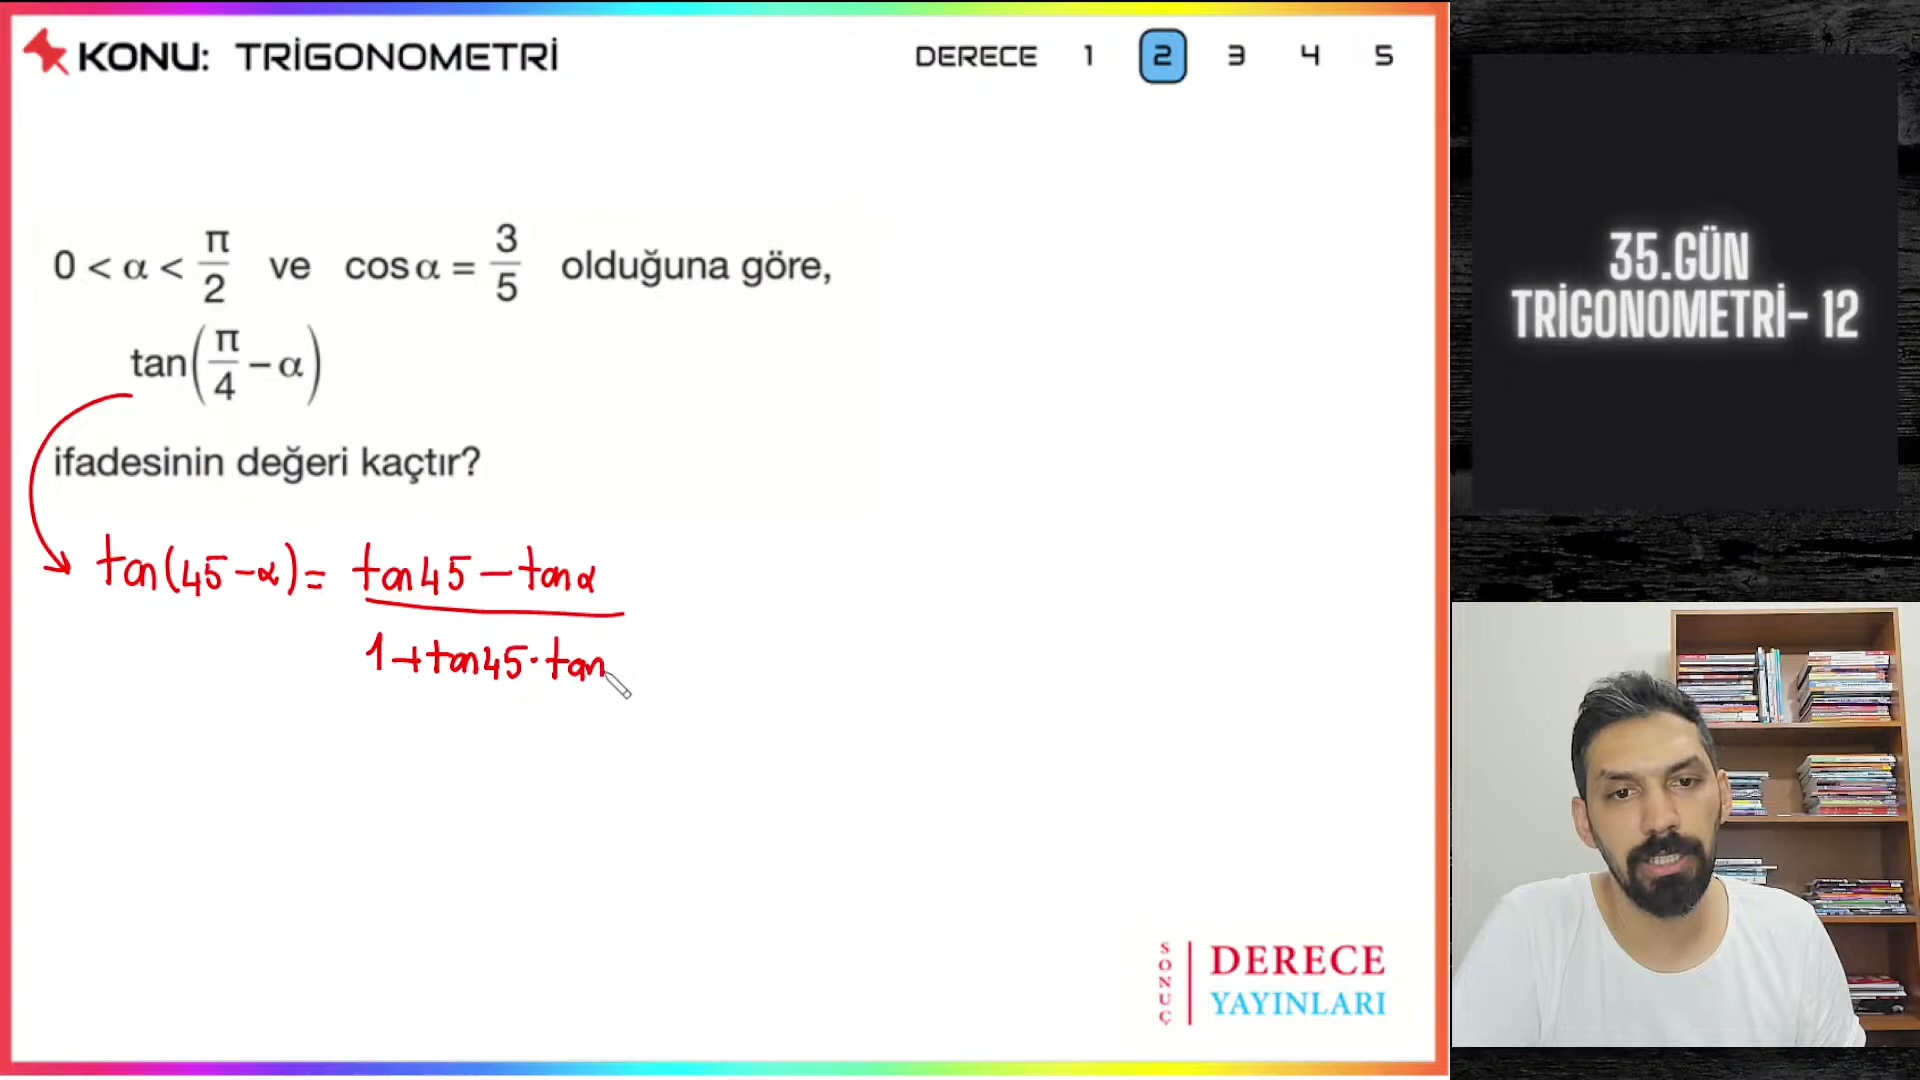 KONU: TRİGONOMETRİ
DERECE 1 2 3 4 5
0 < α < π/2 ve cos α = 3/5 olduğuna göre,
tan(π/4 − α)
ifadesinin değeri kaçtır?
tan(45-α) = tan45 - tanα
1+tan45·tan
SONUÇ
DERECE
YAYINLARI
35.GÜN
TRİGONOMETRİ- 12